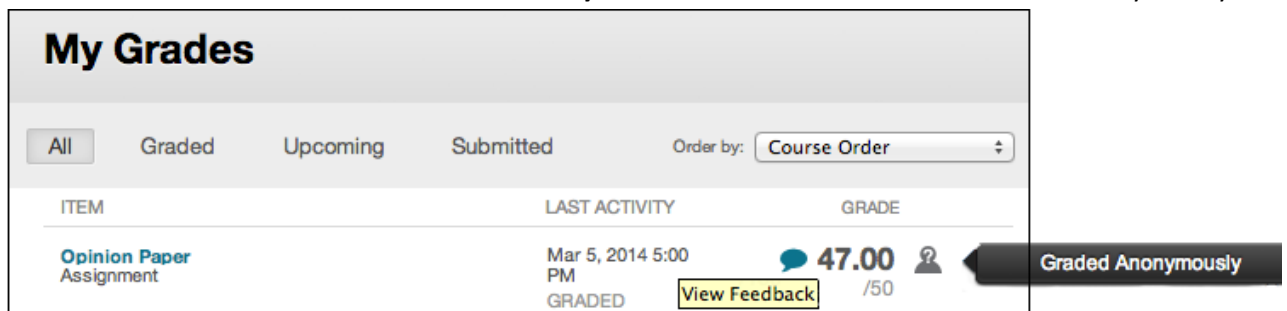 My Grades
All Graded Upcoming Submitted Order by: Course Order
ITEM LAST ACTIVITY GRADE
Opinion Paper Mar 5, 2014 5:00 47.00 Graded Anonymously
Assignment PM View Feedback /50
GRADED